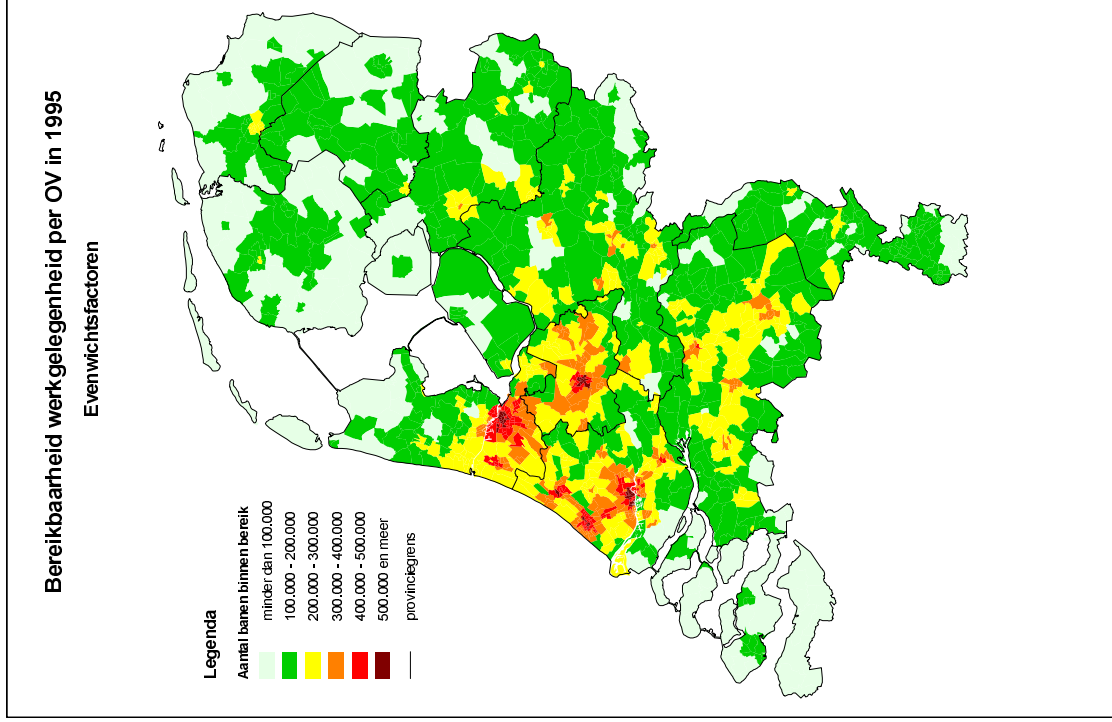 Bereikbaarheid werkgelegenheid per OV in 1995
Evenwichtsfactoren
Legenda
Aantal banen binnen bereik
minder dan 100.000
100.000 - 200.000
200.000 - 300.000
300.000 - 400.000
400.000 - 500.000
500.000 en meer
provinciegrens